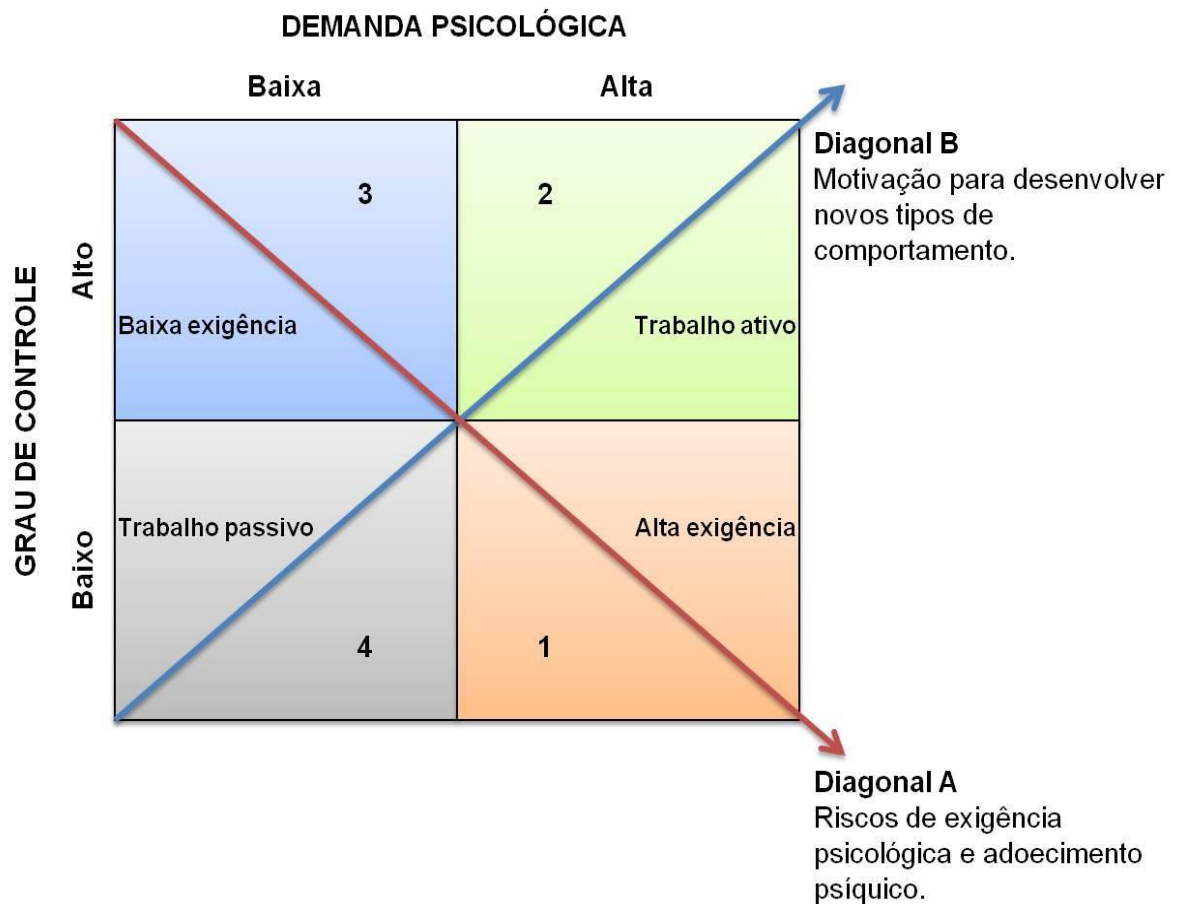 DEMANDA PSICOLÓGICA
Baixa
Alta
GRAU DE CONTROLE
Alto
Baixo
3
2
Baixa exigência
Trabalho ativo
Trabalho passivo
Alta exigência
4
1
Diagonal B
Motivação para desenvolver
novos tipos de
comportamento.
Diagonal A
Riscos de exigência
psicológica e adoecimento
psíquico.